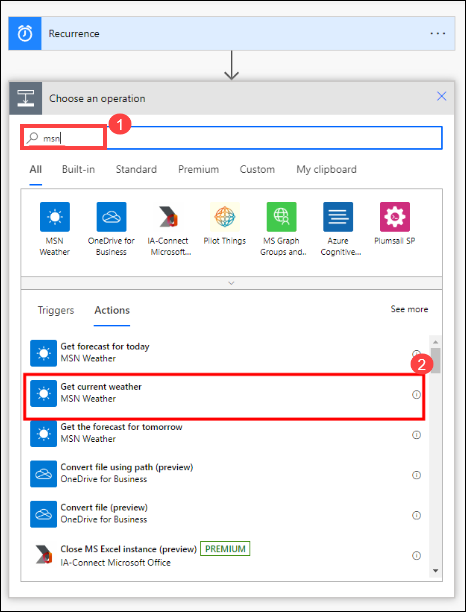 Recurrence
Choose an operation
1
msn
All Built-in Standard Premium Custom My clipboard
MSN Weather
OneDrive for Business
IA-Connect Microsoft...
Pilot Things
MS Graph Groups and...
Azure Cognitive...
Plumsail SP
Triggers Actions See more
Get forecast for today
MSN Weather
2
Get current weather
MSN Weather
Get the forecast for tomorrow
MSN Weather
Convert file using path (preview)
OneDrive for Business
Convert file (preview)
OneDrive for Business
Close MS Excel instance (preview) PREMIUM
IA-Connect Microsoft Office